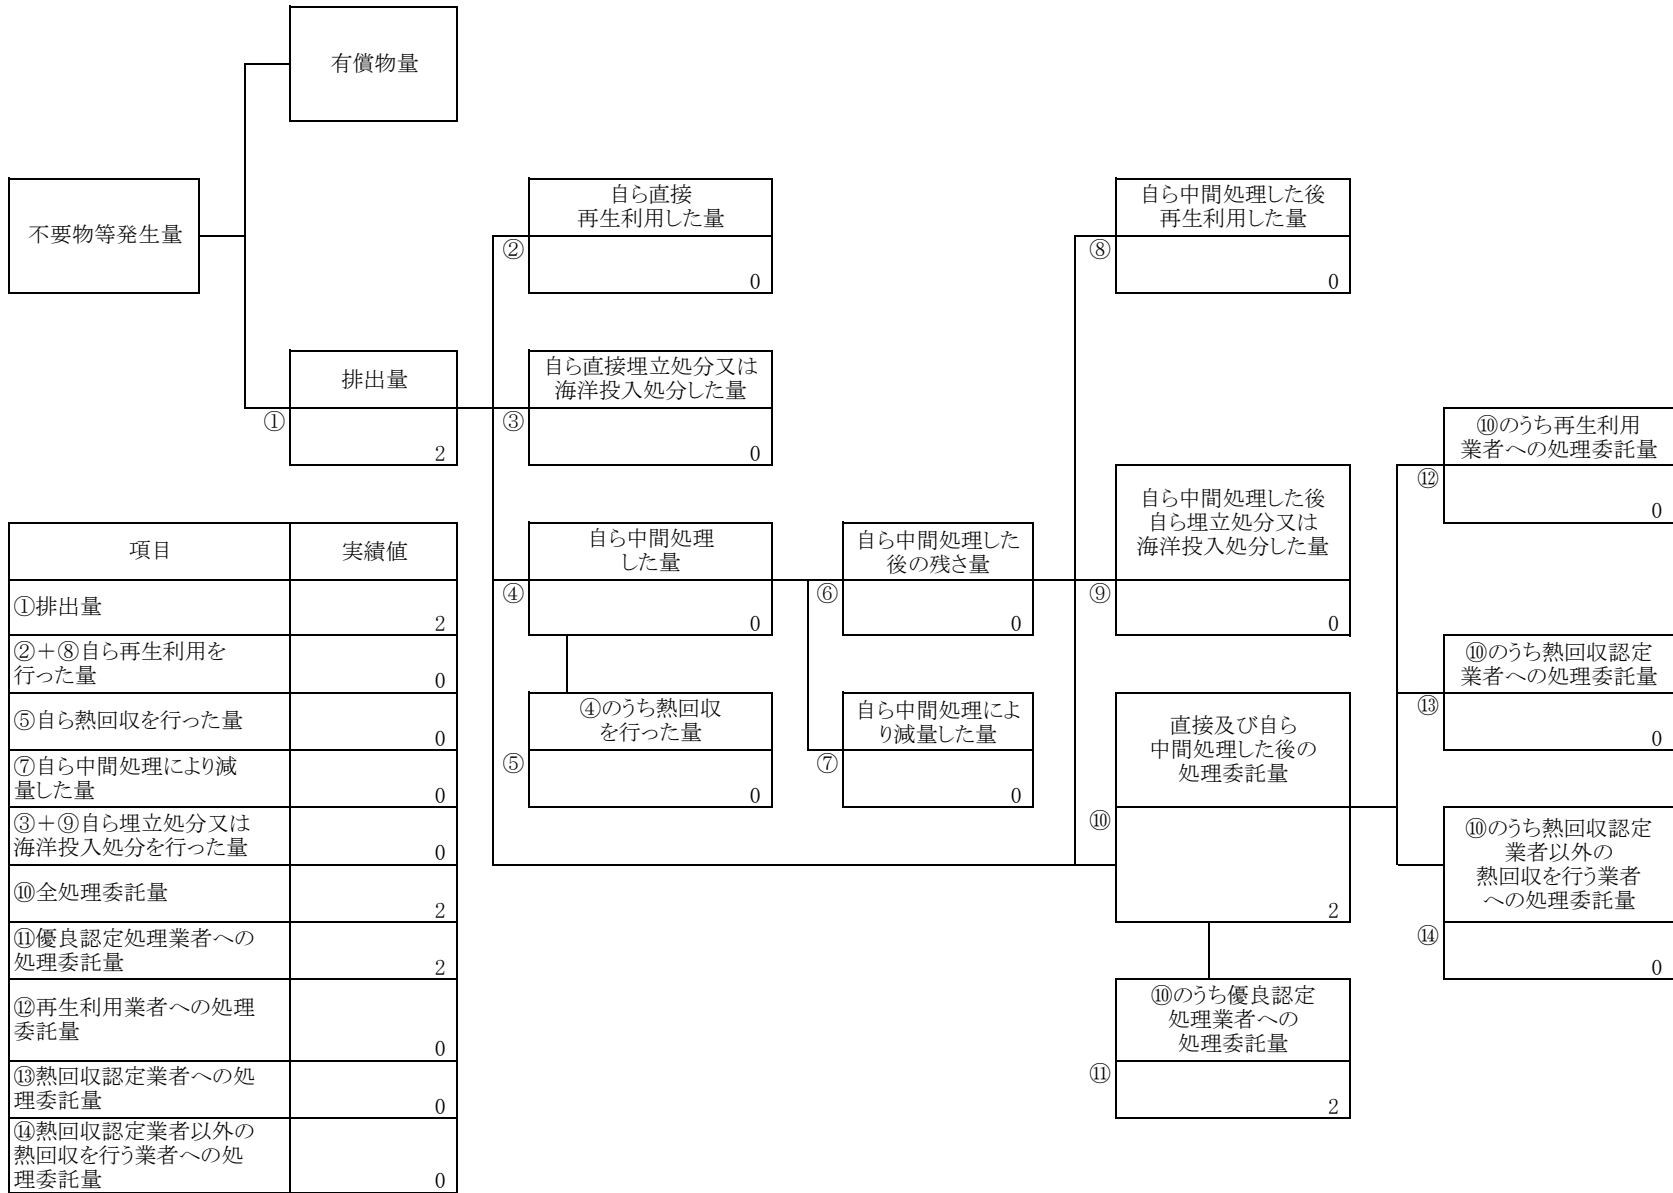 有償物量
不要物等発生量
自ら直接
再生利用した量
②
0
自ら中間処理した後
再生利用した量
⑧
0
排出量
①
2
自ら直接埋立処分又は
海洋投入処分した量
③
0
⑩のうち再生利用
業者への処理委託量
⑫
0
自ら中間処理した後
自ら埋立処分又は
海洋投入処分した量
⑨
0
自ら中間処理
した量
④
0
自ら中間処理した
後の残さ量
⑥
0
⑩のうち熱回収認定
業者への処理委託量
⑬
0
④のうち熱回収
を行った量
⑤
0
自ら中間処理によ
り減量した量
⑦
0
直接及び自ら
中間処理した後の
処理委託量
⑩
2
⑩のうち熱回収認定
業者以外の
熱回収を行う業者
への処理委託量
⑭
0
⑩のうち優良認定
処理業者への
処理委託量
⑪
2
項目 実績値
①排出量 2
②＋⑧自ら再生利用を
行った量 0
⑤自ら熱回収を行った量 0
⑦自ら中間処理により減
量した量 0
③＋⑨自ら埋立処分又は
海洋投入処分を行った量 0
⑩全処理委託量 2
⑪優良認定処理業者への
処理委託量 2
⑫再生利用業者への処理
委託量 0
⑬熱回収認定業者への処
理委託量 0
⑭熱回収認定業者以外の
熱回収を行う業者への処
理委託量 0